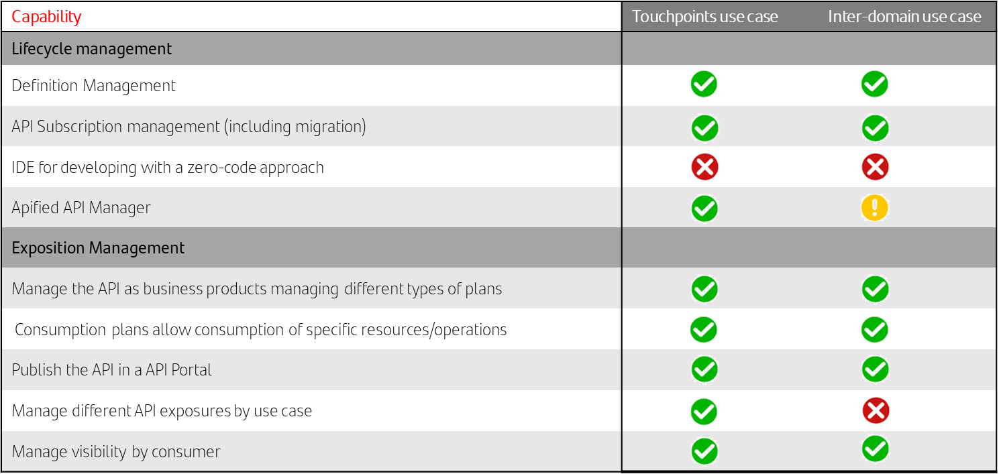 Capability Touchpoints use case Inter-domain use case
Lifecycle management
Definition Management
API Subscription management (including migration)
IDE for developing with a zero-code approach
Apified API Manager
Exposition Management
Manage the API as business products managing different types of plans
Consumption plans allow consumption of specific resources/operations
Publish the API in a API Portal
Manage different API exposures by use case
Manage visibility by consumer